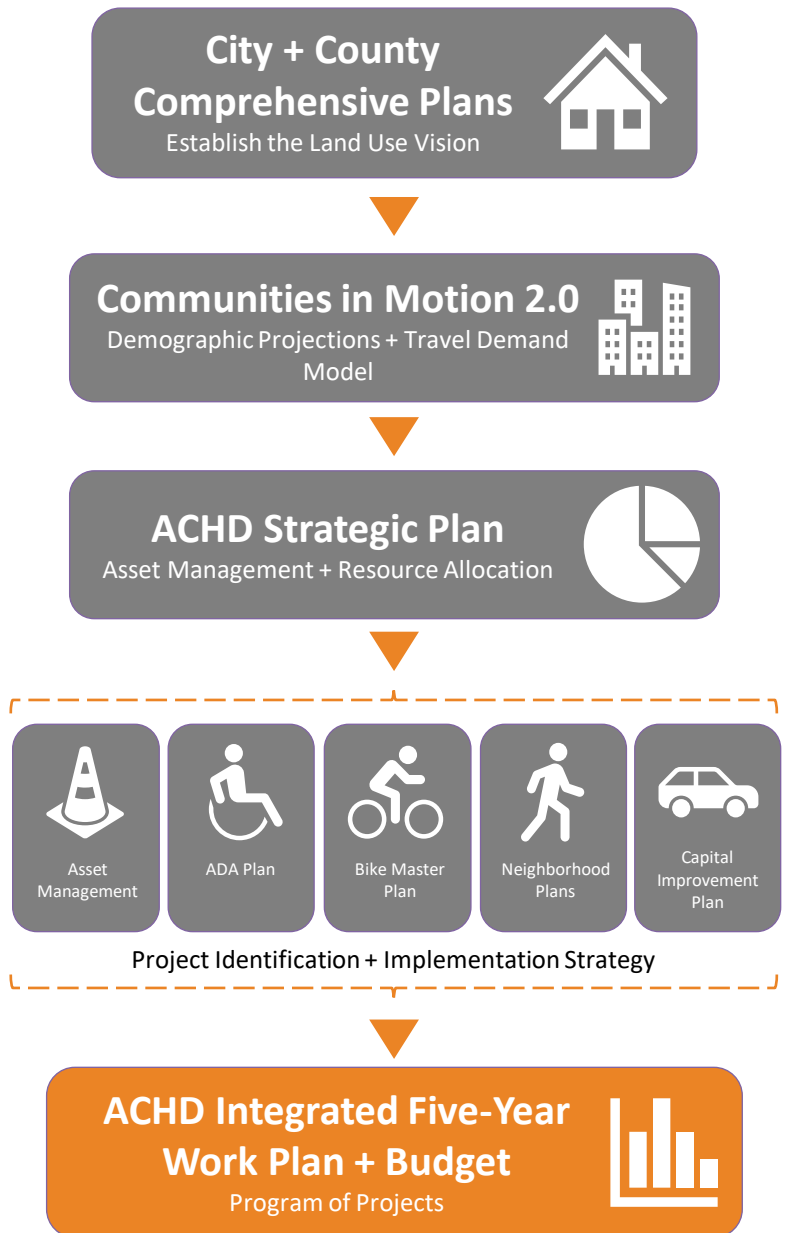 City + County
Comprehensive Plans
Establish the Land Use Vision
Communities in Motion 2.0
Demographic Projections + Travel Demand
Model
ACHD Strategic Plan
Asset Management + Resource Allocation
Asset
Management
ADA Plan
Bike Master
Plan
Neighborhood
Plans
Capital
Improvement
Plan
Project Identification + Implementation Strategy
ACHD Integrated Five-Year
Work Plan + Budget
Program of Projects